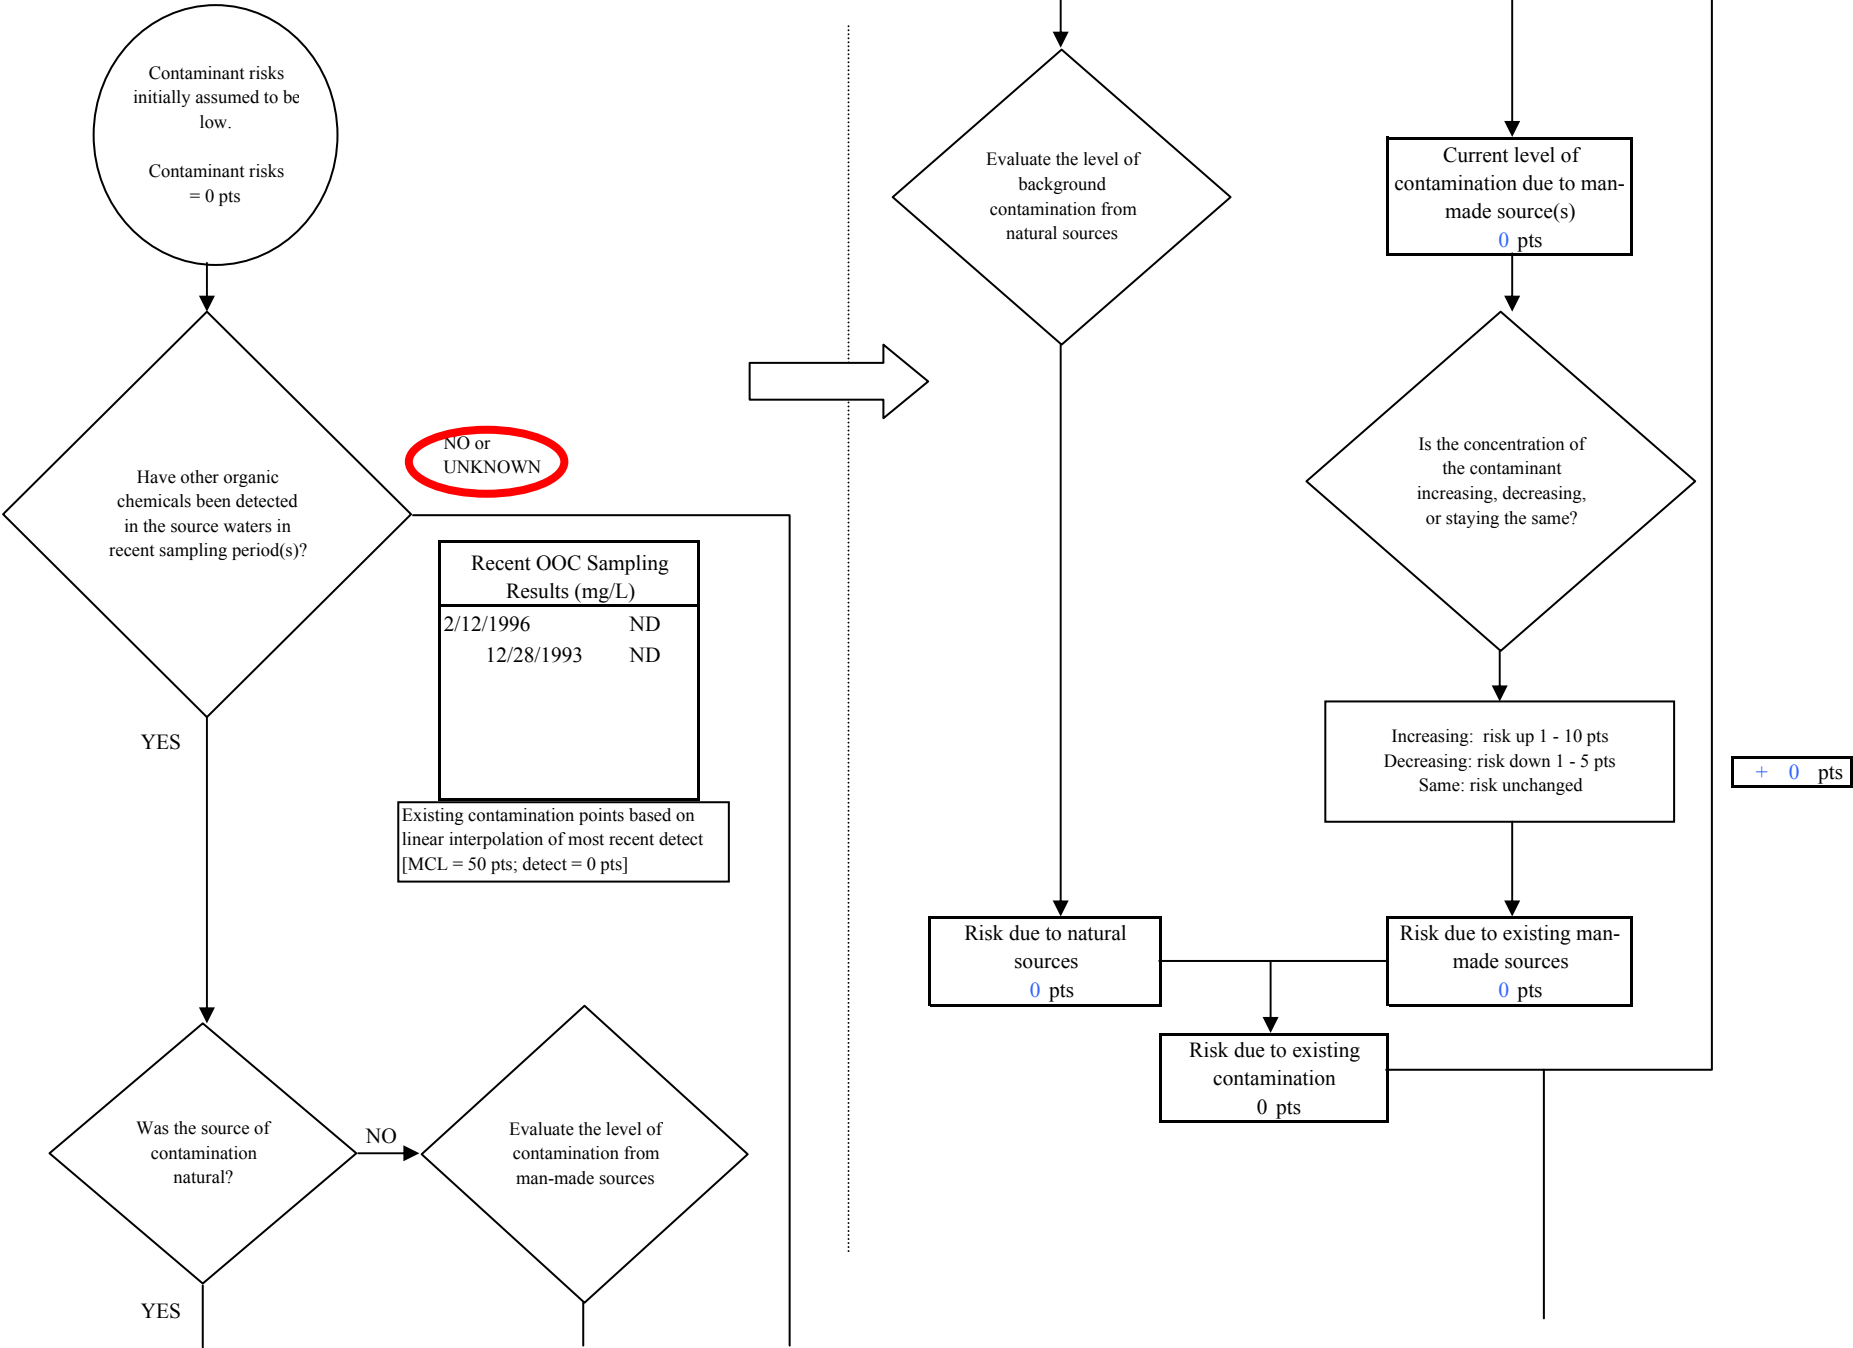 Contaminant risks
initially assumed to be
low.
Contaminant risks
= 0 pts
Have other organic
chemicals been detected
in the source waters in
recent sampling period(s)?
NO or
UNKNOWN
Recent OOC Sampling
Results (mg/L)
2/12/1996 ND
12/28/1993 ND
YES
Existing contamination points based on
linear interpolation of most recent detect
[MCL = 50 pts; detect = 0 pts]
Was the source of
contamination
natural?
NO
Evaluate the level of
contamination from
man-made sources
YES
Evaluate the level of
background
contamination from
natural sources
Current level of
contamination due to man-
made source(s)
0 pts
Is the concentration of
the contaminant
increasing, decreasing,
or staying the same?
Increasing: risk up 1 - 10 pts
Decreasing: risk down 1 - 5 pts
Same: risk unchanged
+ 0 pts
Risk due to natural
sources
0 pts
Risk due to existing man-
made sources
0 pts
Risk due to existing
contamination
0 pts